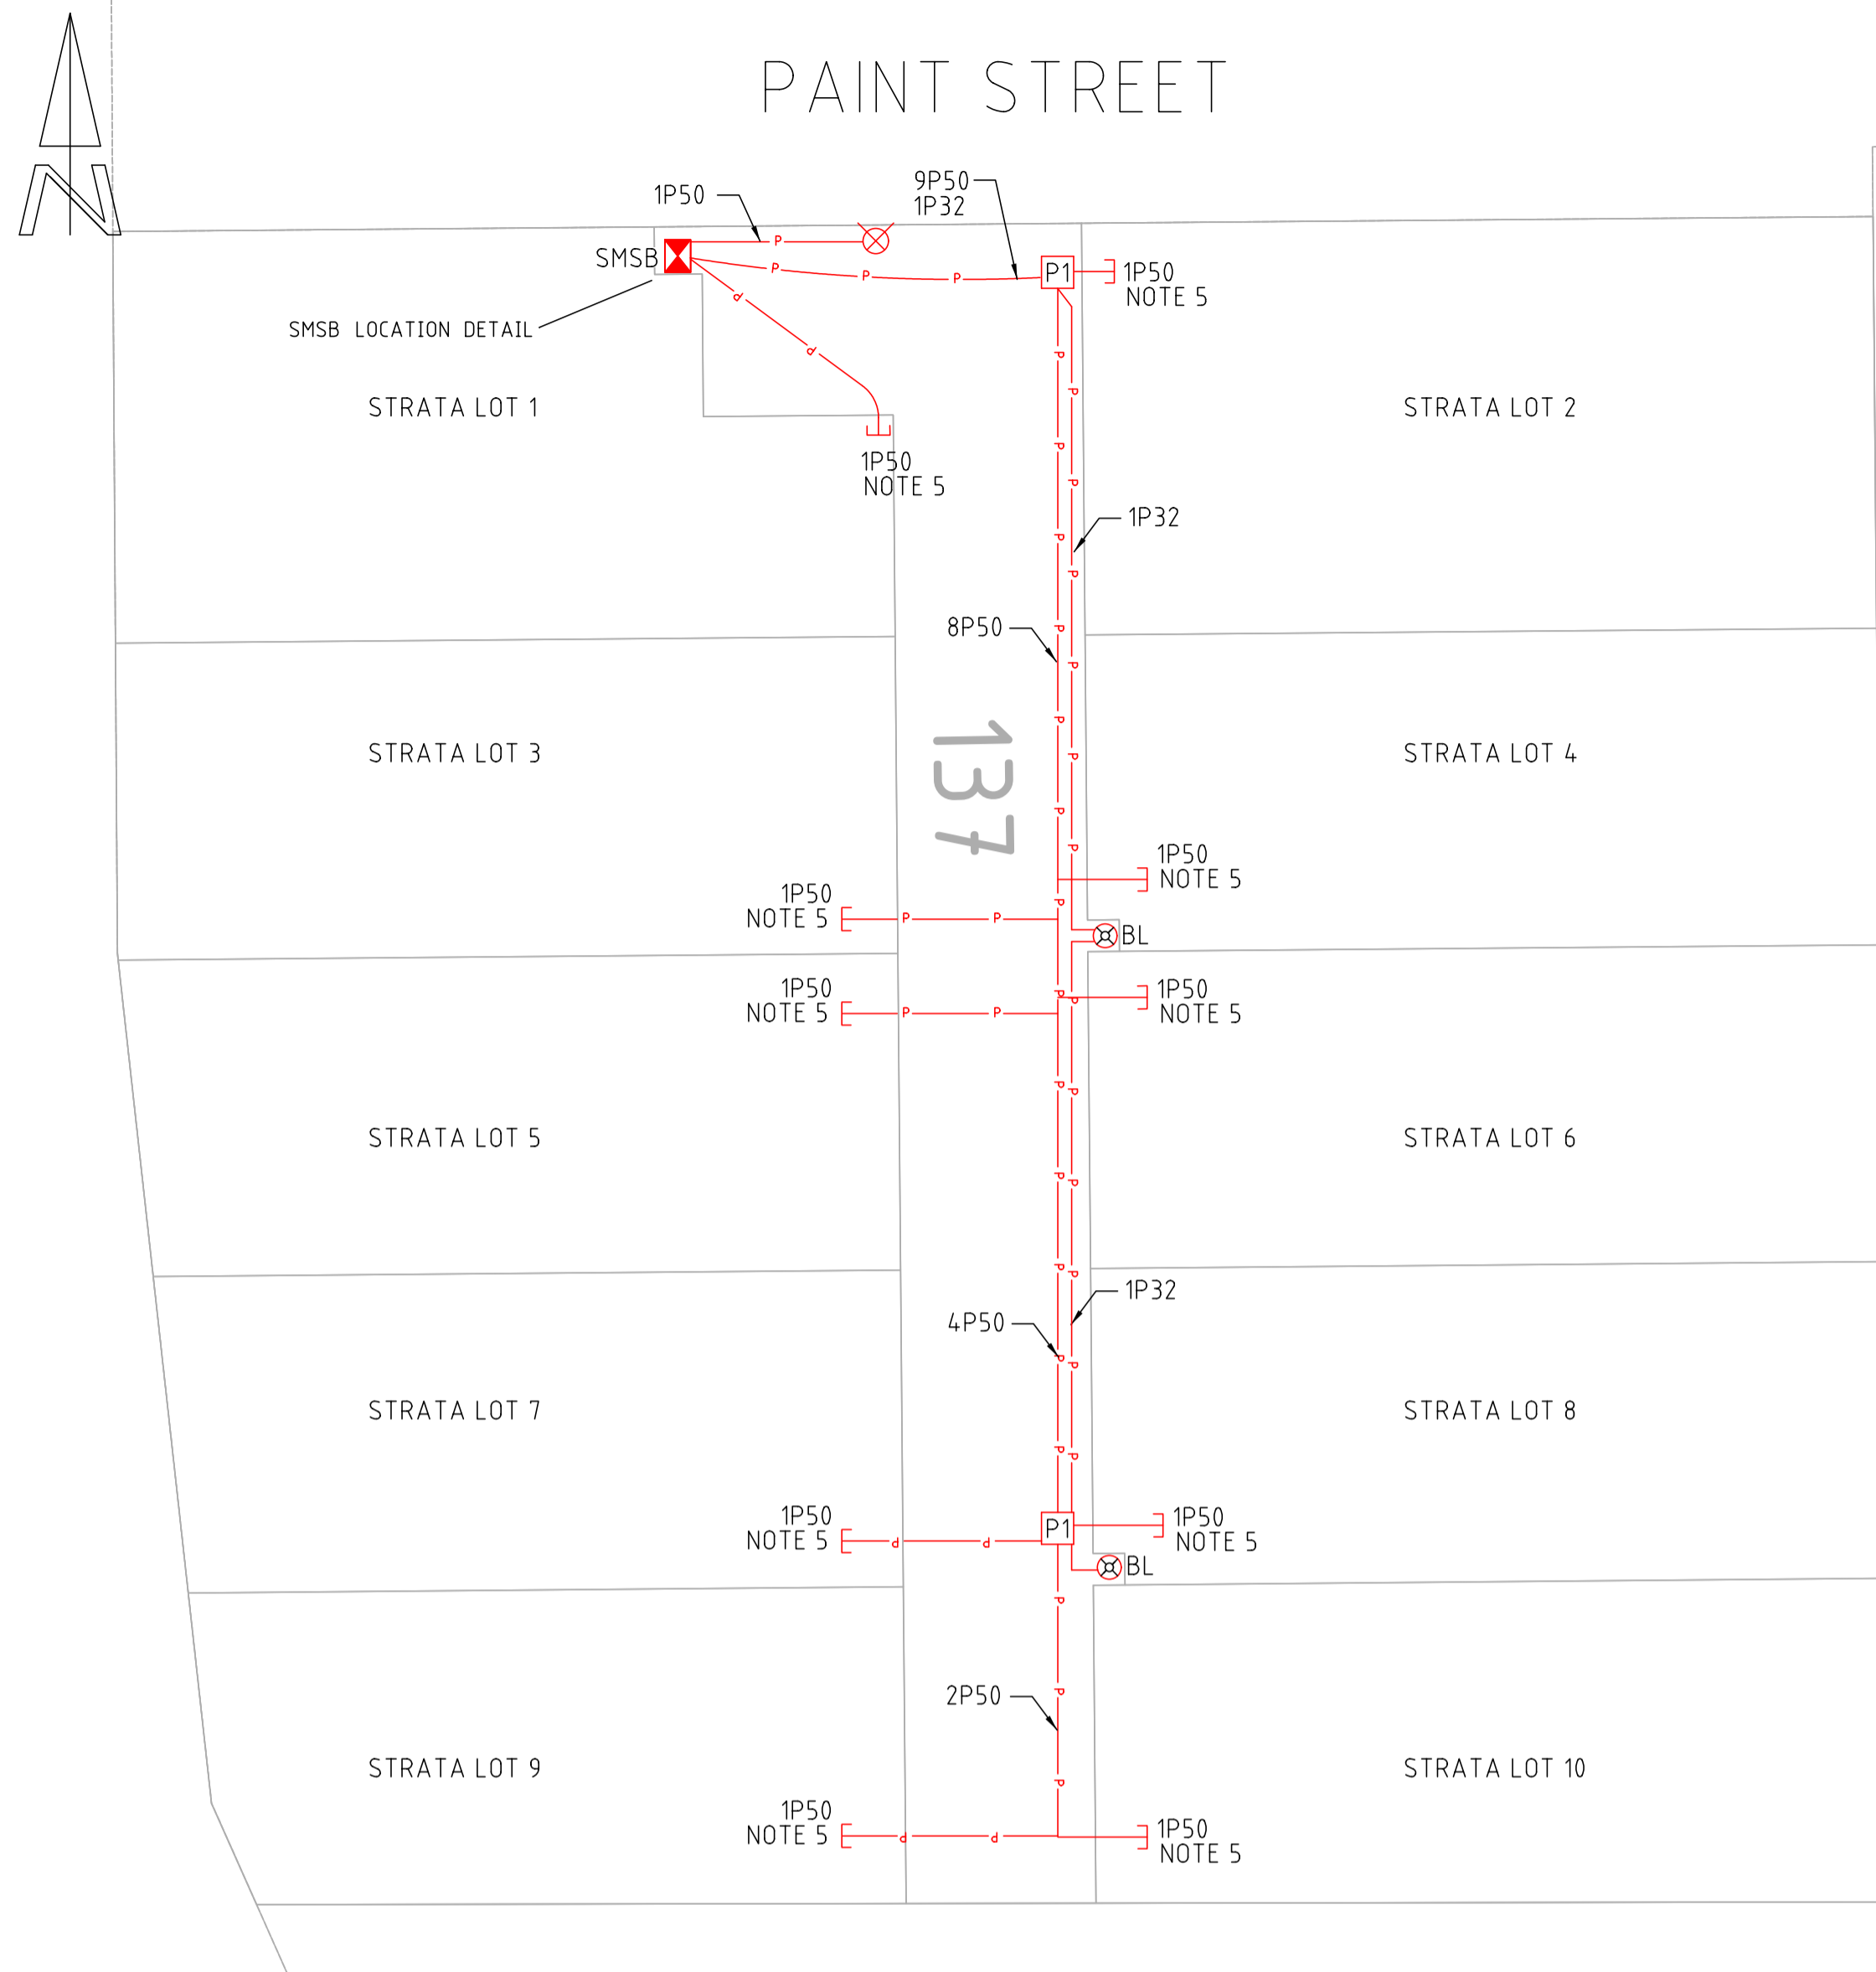 N
PAINT STREET
1P50
9P50
1P32
SMSB
P
P
P
P
P1
1P50
NOTE 5
SMSB LOCATION DETAIL
P
P
P
P
STRATA LOT 1
STRATA LOT 2
1P50
NOTE 5
P
P
1P32
P
P
8P50
P
P
137
P
P
STRATA LOT 3
STRATA LOT 4
P
P
1P50
NOTE 5
1P50
NOTE 5
P
P
P
BL
1P50
NOTE 5
P
P
P
P
1P50
NOTE 5
P
P
STRATA LOT 5
STRATA LOT 6
P
P
P
P
1P32
4P50
P
P
STRATA LOT 7
STRATA LOT 8
P
P
1P50
NOTE 5
P
P
P1
1P50
NOTE 5
BL
P
2P50
P
STRATA LOT 9
STRATA LOT 10
P
1P50
NOTE 5
P
P
1P50
NOTE 5